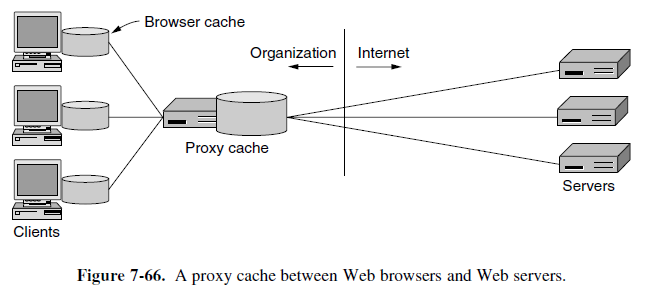 Browser cache
Organization
Internet
Proxy cache
Servers
Clients
Figure 7-66. A proxy cache between Web browsers and Web servers.